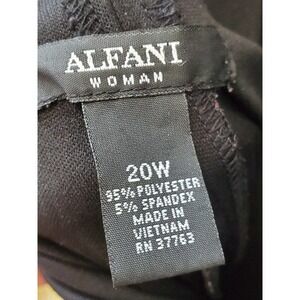 ALFANI
WOMAN
20W
95% POLYESTER
5% SPANDEX
MADE IN
VIETNAM
RN 37763